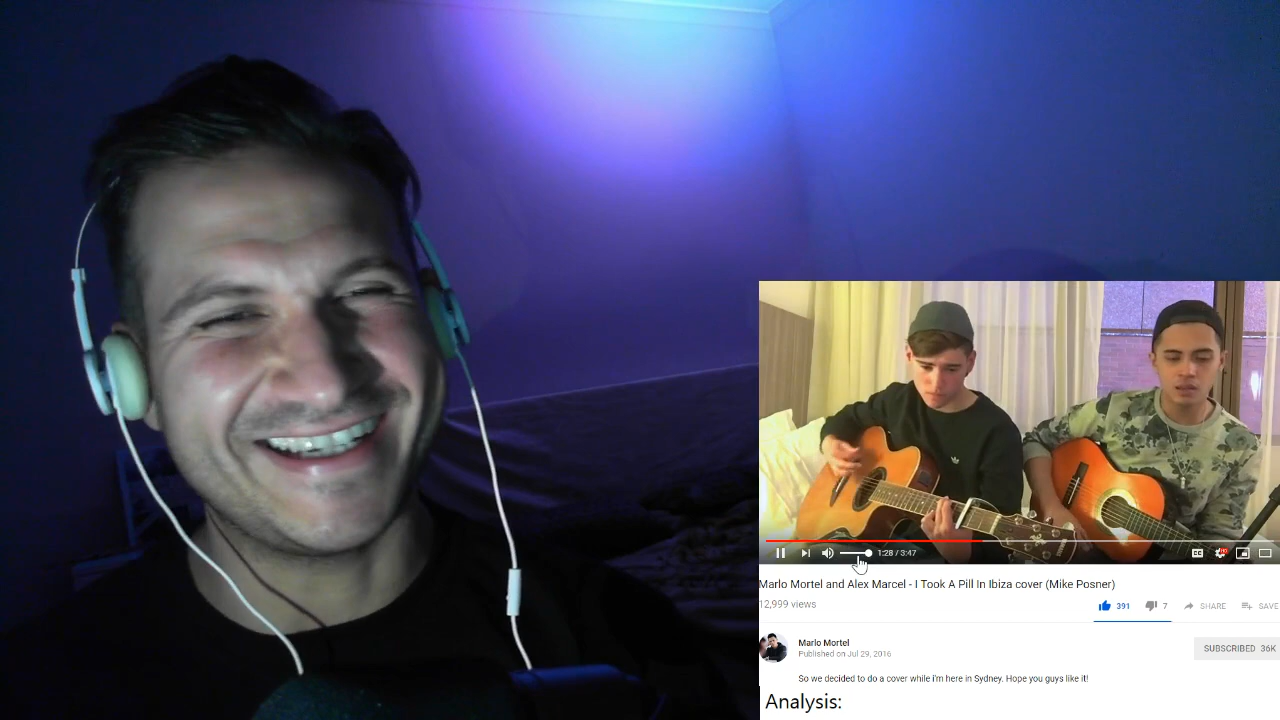 1:28 / 3:47
Marlo Mortel and Alex Marcel - I Took A Pill In Ibiza cover (Mike Posner)
12,999 views
391
7
SHARE
SAVE
Marlo Mortel
Published on Jul 29, 2016
SUBSCRIBED 36K
So we decided to do a cover while i'm here in Sydney. Hope you guys like it!
Analysis: